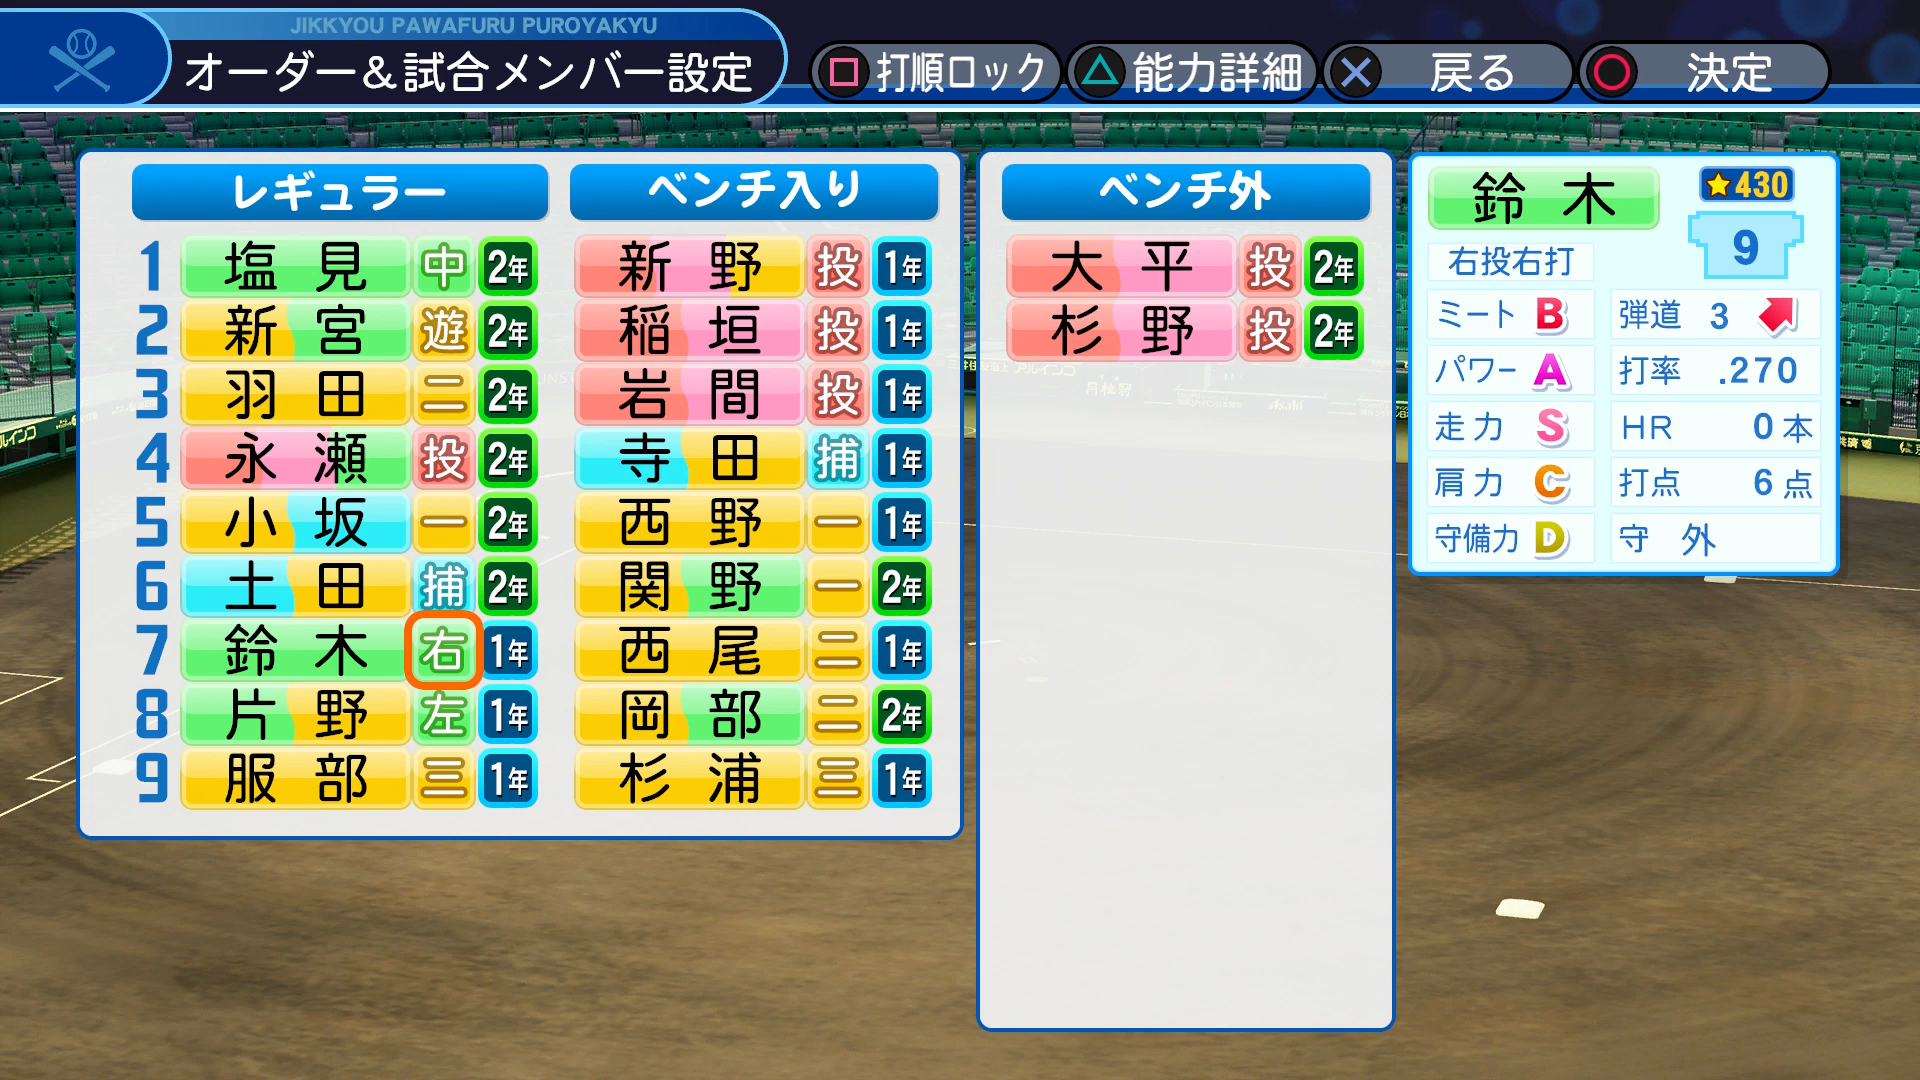 JIKKYOU PAWAFURU PUROYAKYU
オーダー&試合メンバー設定
打順ロック
能力詳細
戻る
決定
レギュラー
1 塩見 中 2年
2 新宮 遊 2年
3 羽田 二 2年
4 永瀬 投 2年
5 小坂 一 2年
6 土田 捕 2年
7 鈴木 右 1年
8 片野 左 1年
9 服部 三 1年
ベンチ入り
新野 投 1年
稲垣 投 1年
岩間 投 1年
寺田 捕 1年
西野 一 1年
関野 一 2年
西尾 二 1年
岡部 二 2年
杉浦 三 1年
ベンチ外
大平 投 2年
杉野 投 2年
鈴木
★430
9
右投右打
ミート B 弾道 3
パワー A 打率 .270
走力 S HR 0本
肩力 C 打点 6点
守備力 D 守 外